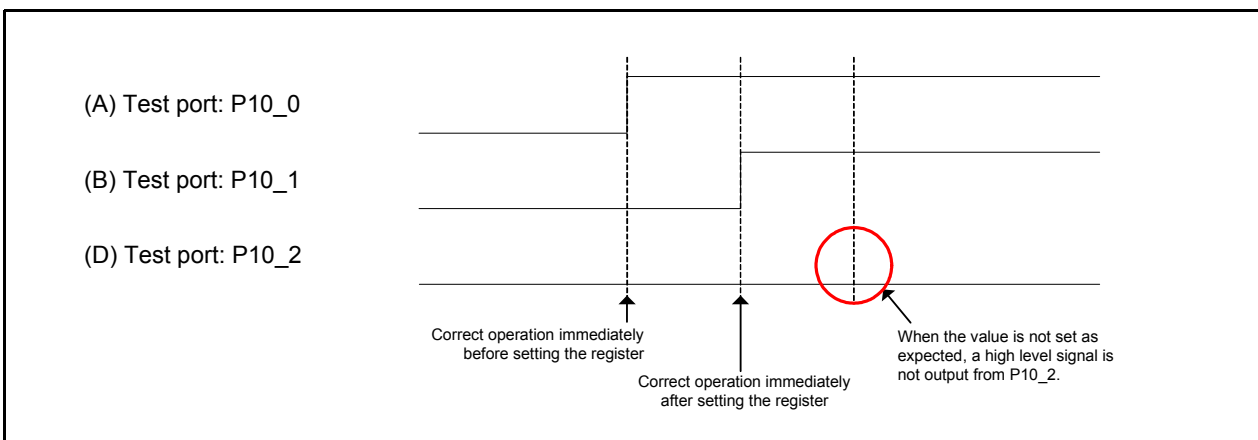 (A) Test port: P10_0
(B) Test port: P10_1
(D) Test port: P10_2
Correct operation immediately
before setting the register
Correct operation immediately
after setting the register
When the value is not set as
expected, a high level signal is
not output from P10_2.